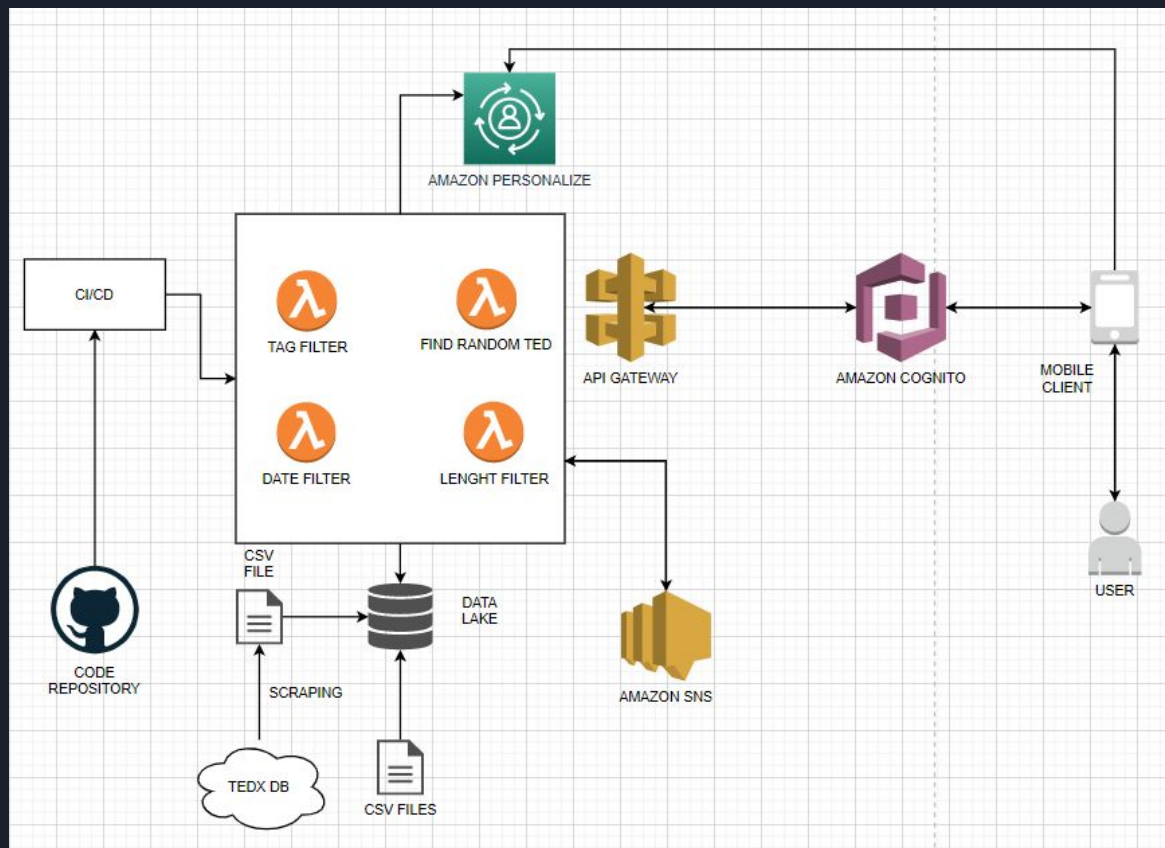 AMAZON PERSONALIZE
CI/CD
TAG FILTER
FIND RANDOM TED
API GATEWAY
AMAZON COGNITO
MOBILE
CLIENT
DATE FILTER
LENGHT FILTER
CSV
FILE
DATA
LAKE
USER
CODE
REPOSITORY
SCRAPING
AMAZON SNS
TEDX DB
CSV FILES